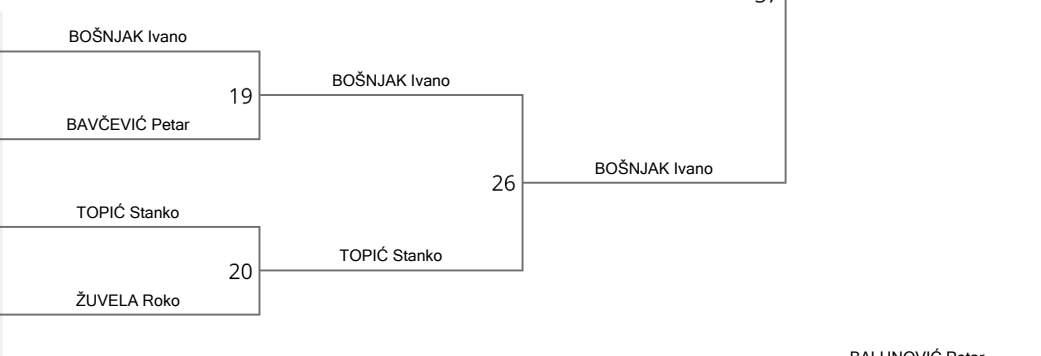 BOŠNJAK Ivano
19
BAVČEVIĆ Petar
BOŠNJAK Ivano
TOPIĆ Stanko
20
ŽUVELA Roko
TOPIĆ Stanko
26
BOŠNJAK Ivano